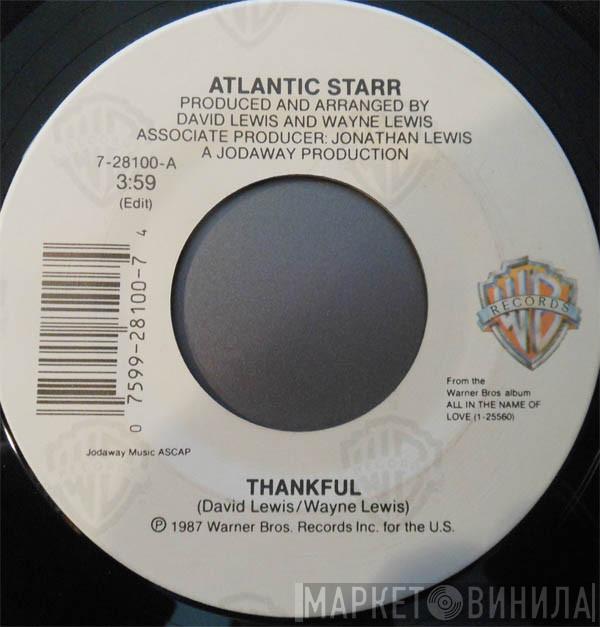 ATLANTIC STARR
PRODUCED AND ARRANGED BY
DAVID LEWIS AND WAYNE LEWIS
ASSOCIATE PRODUCER: JONATHAN LEWIS
A JODAWAY PRODUCTION
7-28100-A
3:59
(Edit)
0 7599-28100-7 4
WB
RECORDS
From the
Warner Bros album
ALL IN THE NAME OF
LOVE (1-25560)
Jodaway Music ASCAP
THANKFUL
(David Lewis/Wayne Lewis)
℗ 1987 Warner Bros. Records Inc. for the U.S.
МАРКЕТ ВИНИЛА